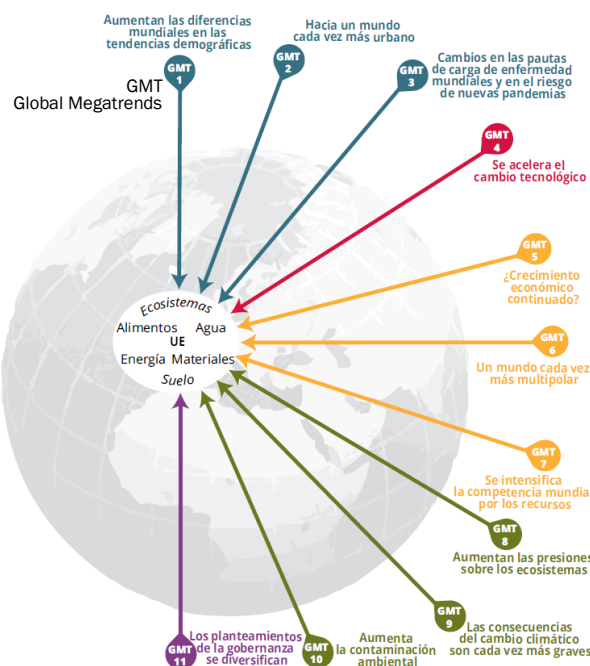 Aumentan las diferencias
mundiales en las
tendencias demográficas
GMT
1
GMT
Global Megatrends
Hacia un mundo
cada vez más urbano
GMT
2
Cambios en las pautas
de carga de enfermedad
mundiales y en el riesgo
de nuevas pandemias
GMT
3
GMT
4
Se acelera el
cambio tecnológico
GMT
5
¿Crecimiento
económico
continuado?
GMT
6
Un mundo cada vez
más multipolar
GMT
7
Se intensifica
la competencia mundia
por los recursos
GMT
8
Aumentan las presiones
sobre los ecosistemas
GMT
9
Las consecuencias
del cambio climático
son cada vez más graves
GMT
10
Aumenta
la contaminación
ambiental
GMT
11
Los planteamientos
de la gobernanza
se diversifican
Ecosistemas
Alimentos Agua
UE
Energía Materiales
Suelo